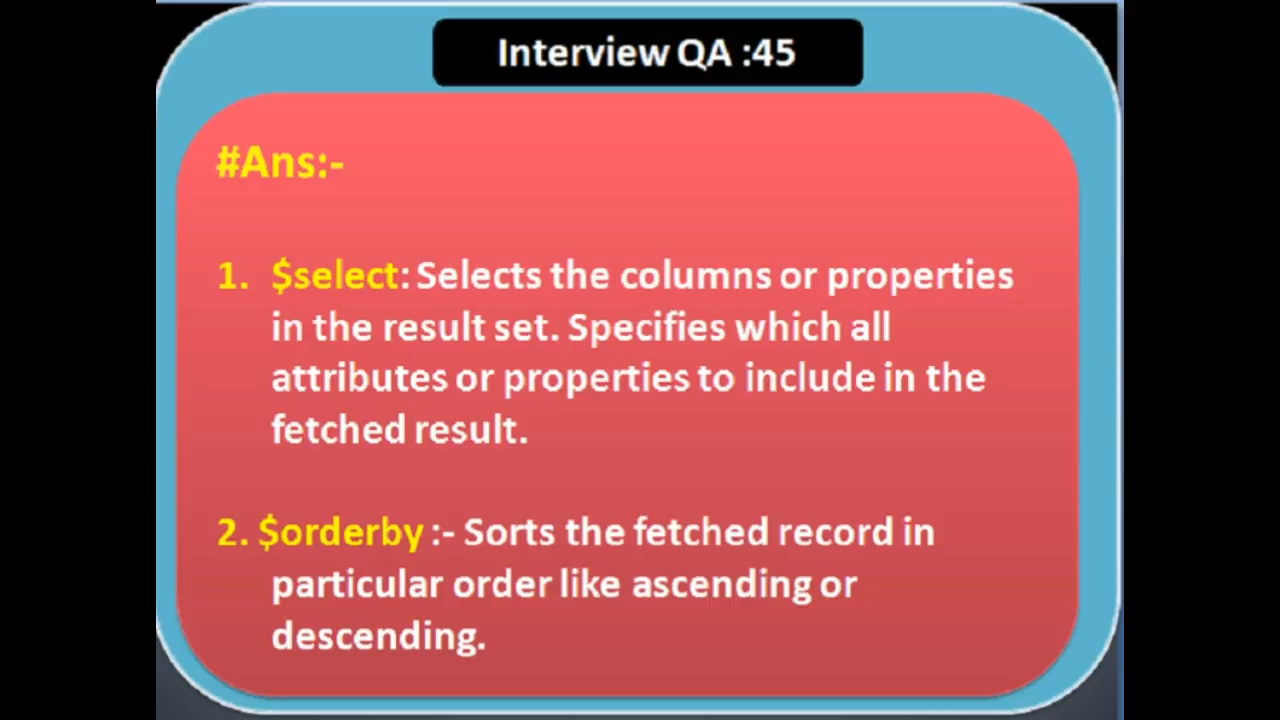 Interview QA :45
#Ans:-
1. $select: Selects the columns or properties
in the result set. Specifies which all
attributes or properties to include in the
fetched result.
2. $orderby :- Sorts the fetched record in
particular order like ascending or
descending.